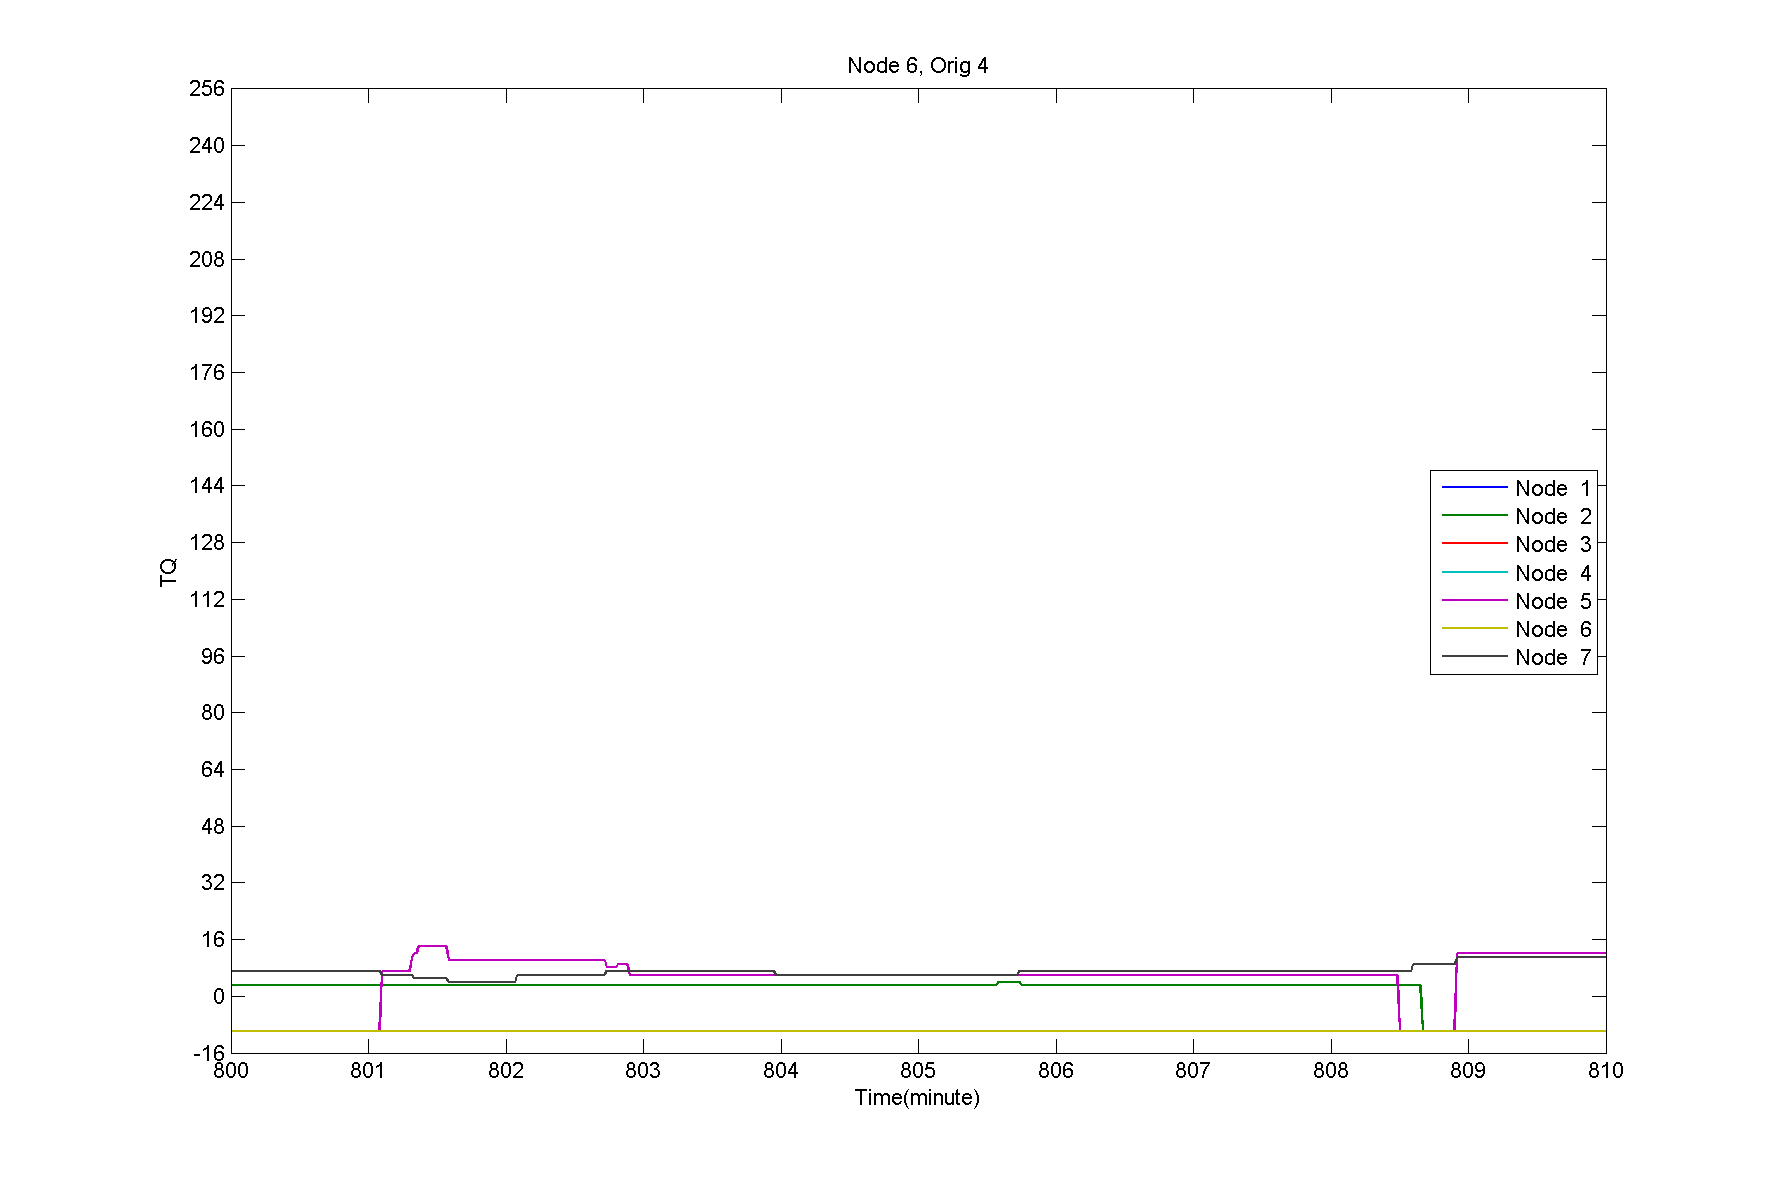 Node 6, Orig 4
256
240
224
208
192
176
160
144
128
112
96
80
64
48
32
16
0
-16
TQ
Node 1
Node 2
Node 3
Node 4
Node 5
Node 6
Node 7
800 801 802 803 804 805 806 807 808 809 810
Time(minute)